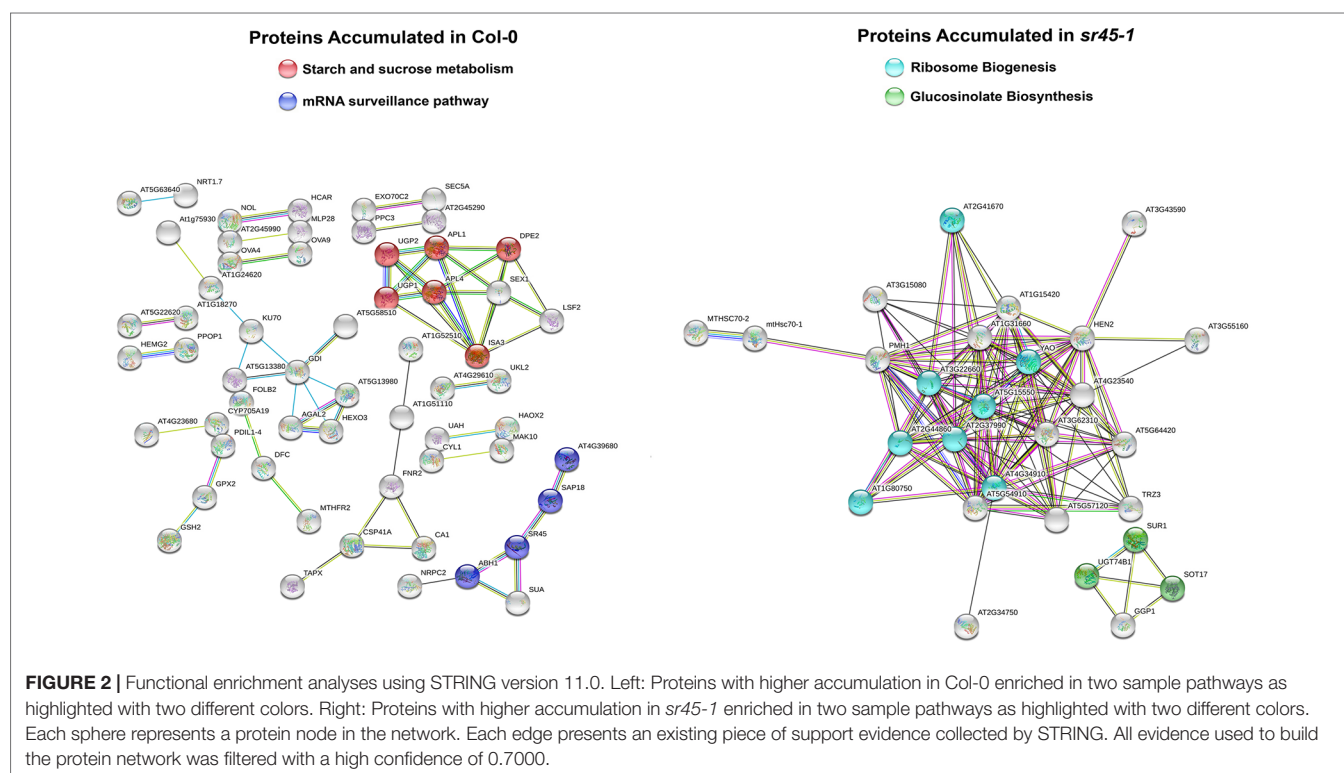 Proteins Accumulated in Col-0
Starch and sucrose metabolism
mRNA surveillance pathway
Proteins Accumulated in sr45-1
Ribosome Biogenesis
Glucosinolate Biosynthesis
AT5G63640
NRT1.7
At1g75930
NOL
HCAR
AT2G45990
MLP28
OVA4
OVA9
AT1G24620
EXO70C2
SEC5A
PPC3
AT2G45290
UGP2
APL1
DPE2
UGP1
APL4
SEX1
LSF2
ISA3
AT5G22620
AT1G18270
HEMG2
PPOP1
KU70
AT5G58510
GDI
AT1G52510
AT5G13380
FOLB2
AT5G13980
AT4G29610
UKL2
CYP705A19
AGAL2
HEXO3
AT1G51110
AT4G23680
PDIL1-4
DFC
UAH
HAOX2
CYL1
MAK10
GPX2
MTHFR2
FNR2
GSH2
CSP41A
CA1
TAPX
AT4G39680
SAP18
SR45
ABH1
NRPC2
SUA
AT2G41670
AT3G43590
AT3G15080
AT1G15420
MTHSC70-2
mtHsc70-1
AT1G31660
HEN2
AT3G55160
PMH1
YAO
AT3G22660
AT4G23540
AT5G15550
AT2G44860
AT2G37990
AT3G62310
AT5G64420
AT4G34910
AT1G80750
AT5G54910
AT5G57120
TRZ3
SUR1
UGT74B1
SOT17
GGP1
AT2G34750
FIGURE 2 | Functional enrichment analyses using STRING version 11.0. Left: Proteins with higher accumulation in Col-0 enriched in two sample pathways as
highlighted with two different colors. Right: Proteins with higher accumulation in sr45-1 enriched in two sample pathways as highlighted with two different colors.
Each sphere represents a protein node in the network. Each edge presents an existing piece of support evidence collected by STRING. All evidence used to build
the protein network was filtered with a high confidence of 0.7000.